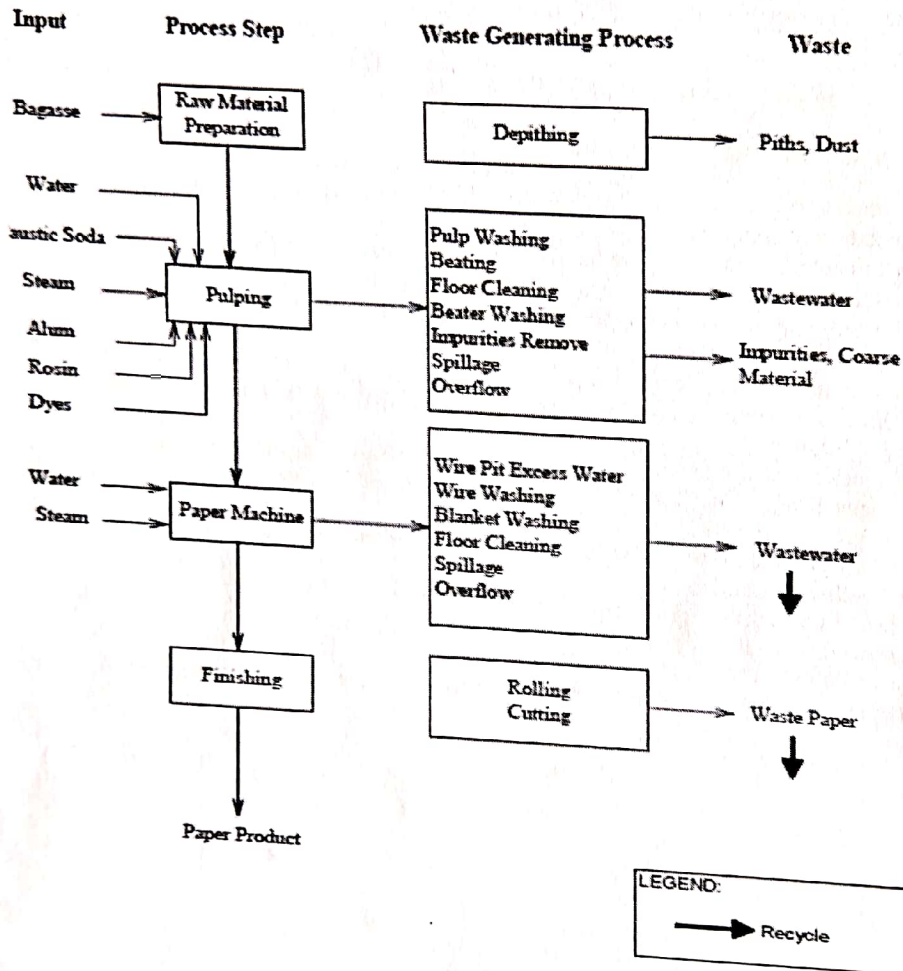 Input
Process Step
Waste Generating Process
Waste
Bagasse
Raw Material
Preparation
Depithing
Piths, Dust
Water
austic Soda
Steam
Alum
Rosin
Dyes
Pulping
Pulp Washing
Beating
Floor Cleaning
Beater Washing
Impurities Remove
Spillage
Overflow
Wastewater
Impurities, Coarse
Material
Water
Steam
Paper Machine
Wire Pit Excess Water
Wire Washing
Blanket Washing
Floor Cleaning
Spillage
Overflow
Wastewater
Finishing
Rolling
Cutting
Waste Paper
Paper Product
LEGEND:
Recycle